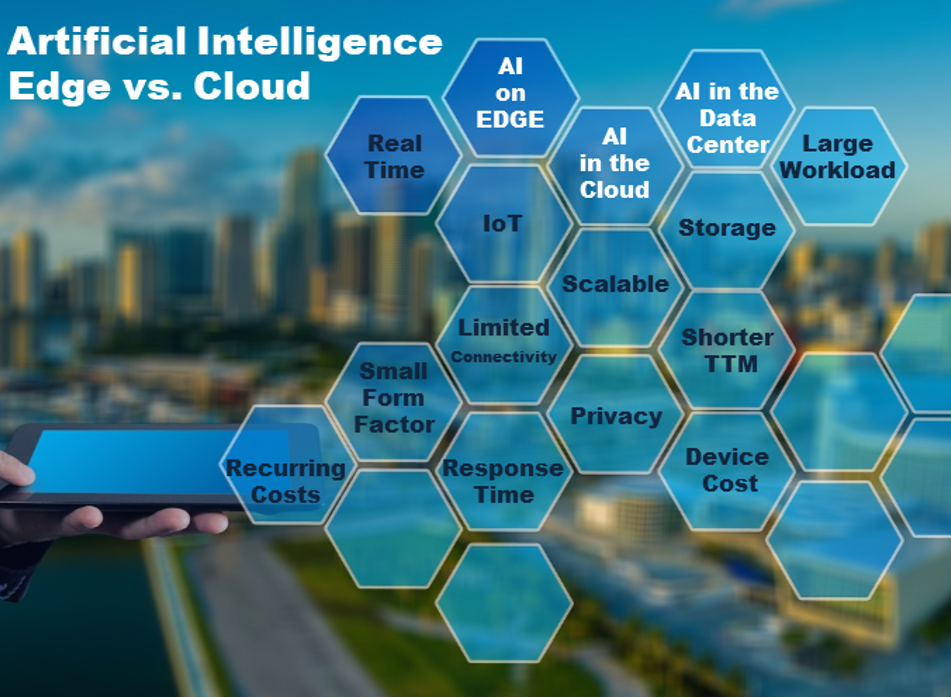 Artificial Intelligence
Edge vs. Cloud
AI
on
EDGE
AI in the
Data
Center
Real
Time
AI
in the
Cloud
Large
Workload
IoT
Storage
Scalable
Limited
Connectivity
Shorter
TTM
Small
Form
Factor
Privacy
Recurring
Costs
Response
Time
Device
Cost